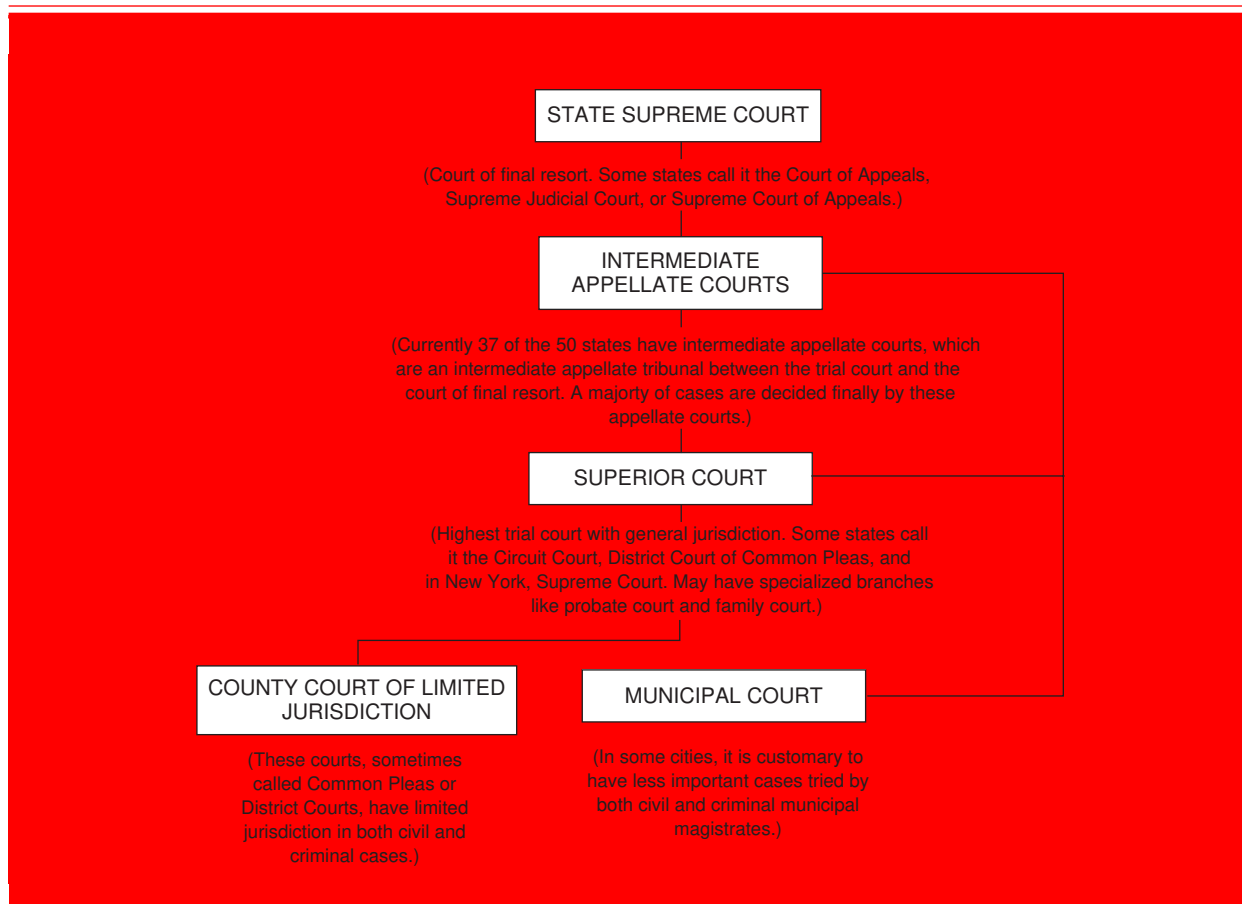 STATE SUPREME COURT
(Court of final resort. Some states call it the Court of Appeals,
Supreme Judicial Court, or Supreme Court of Appeals.)
INTERMEDIATE
APPELLATE COURTS
(Currently 37 of the 50 states have intermediate appellate courts, which
are an intermediate appellate tribunal between the trial court and the
court of final resort. A majority of cases are decided finally by these
appellate courts.)
SUPERIOR COURT
(Highest trial court with general jurisdiction. Some states call
it the Circuit Court, District Court of Common Pleas, and
in New York, Supreme Court. May have specialized branches
like probate court and family court.)
COUNTY COURT OF LIMITED
JURISDICTION
(These courts, sometimes
called Common Pleas or
District Courts, have limited
jurisdiction in both civil and
criminal cases.)
MUNICIPAL COURT
(In some cities, it is customary to
have less important cases tried by
both civil and criminal municipal
magistrates.)